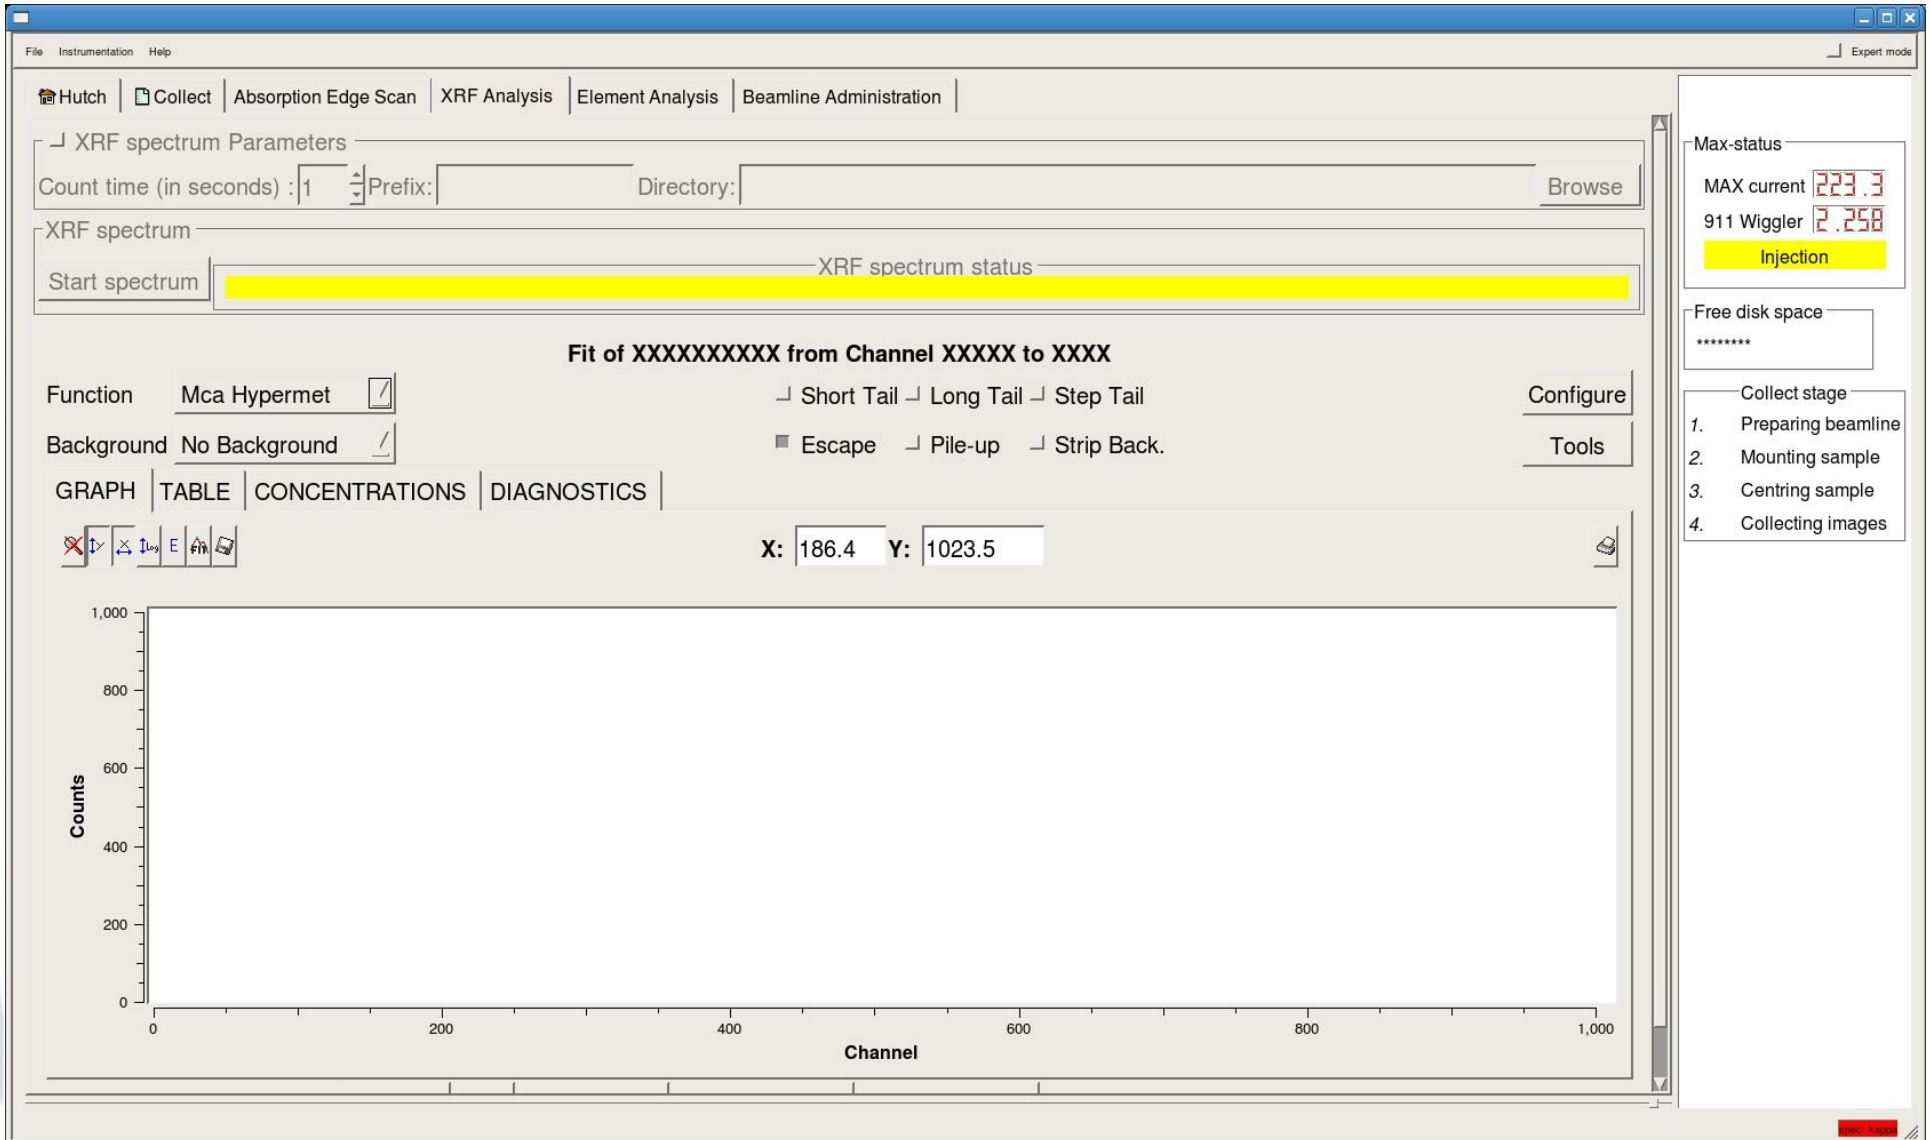 File Instrumentation Help Expert mode
Hutch Collect Absorption Edge Scan XRF Analysis Element Analysis Beamline Administration
XRF spectrum Parameters
Count time (in seconds) : 1 Prefix: Directory: Browse
XRF spectrum
Start spectrum XRF spectrum status
Fit of XXXXXXXXXX from Channel XXXXX to XXXX
Function Mca Hypermet Short Tail Long Tail Step Tail Configure
Background No Background Escape Pile-up Strip Back. Tools
GRAPH TABLE CONCENTRATIONS DIAGNOSTICS
Log E FIT X: 186.4 Y: 1023.5
1,000
800
600
400
200
0
Counts
0 200 400 600 800 1,000
Channel
Max-status
MAX current 223.3
911 Wiggler 2.258
Injection
Free disk space
********
Collect stage
1. Preparing beamline
2. Mounting sample
3. Centring sample
4. Collecting images
spec kappa